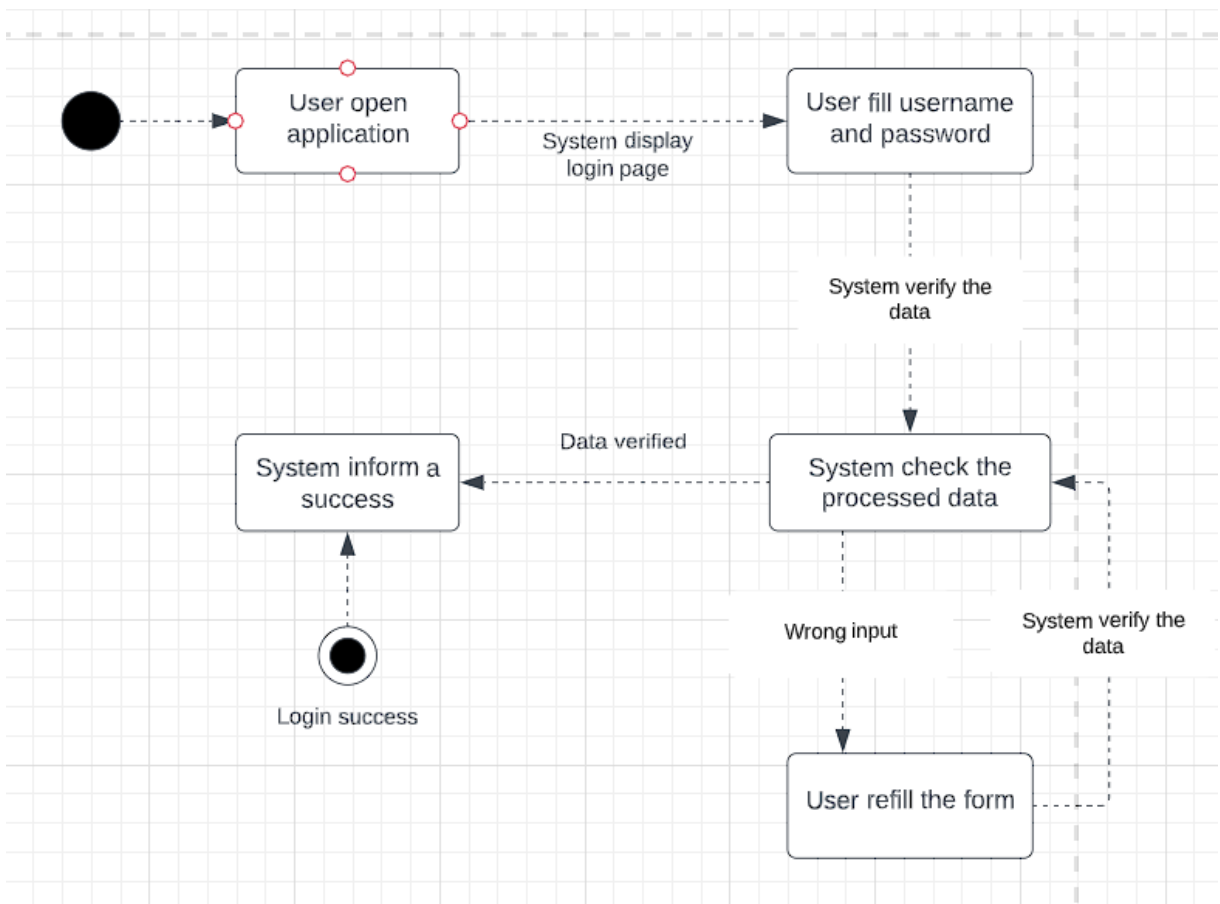 User open
application
System display
login page
User fill username
and password
System verify the
data
System inform a
success
Data verified
System check the
processed data
Wrong input
System verify the
data
Login success
User refill the form